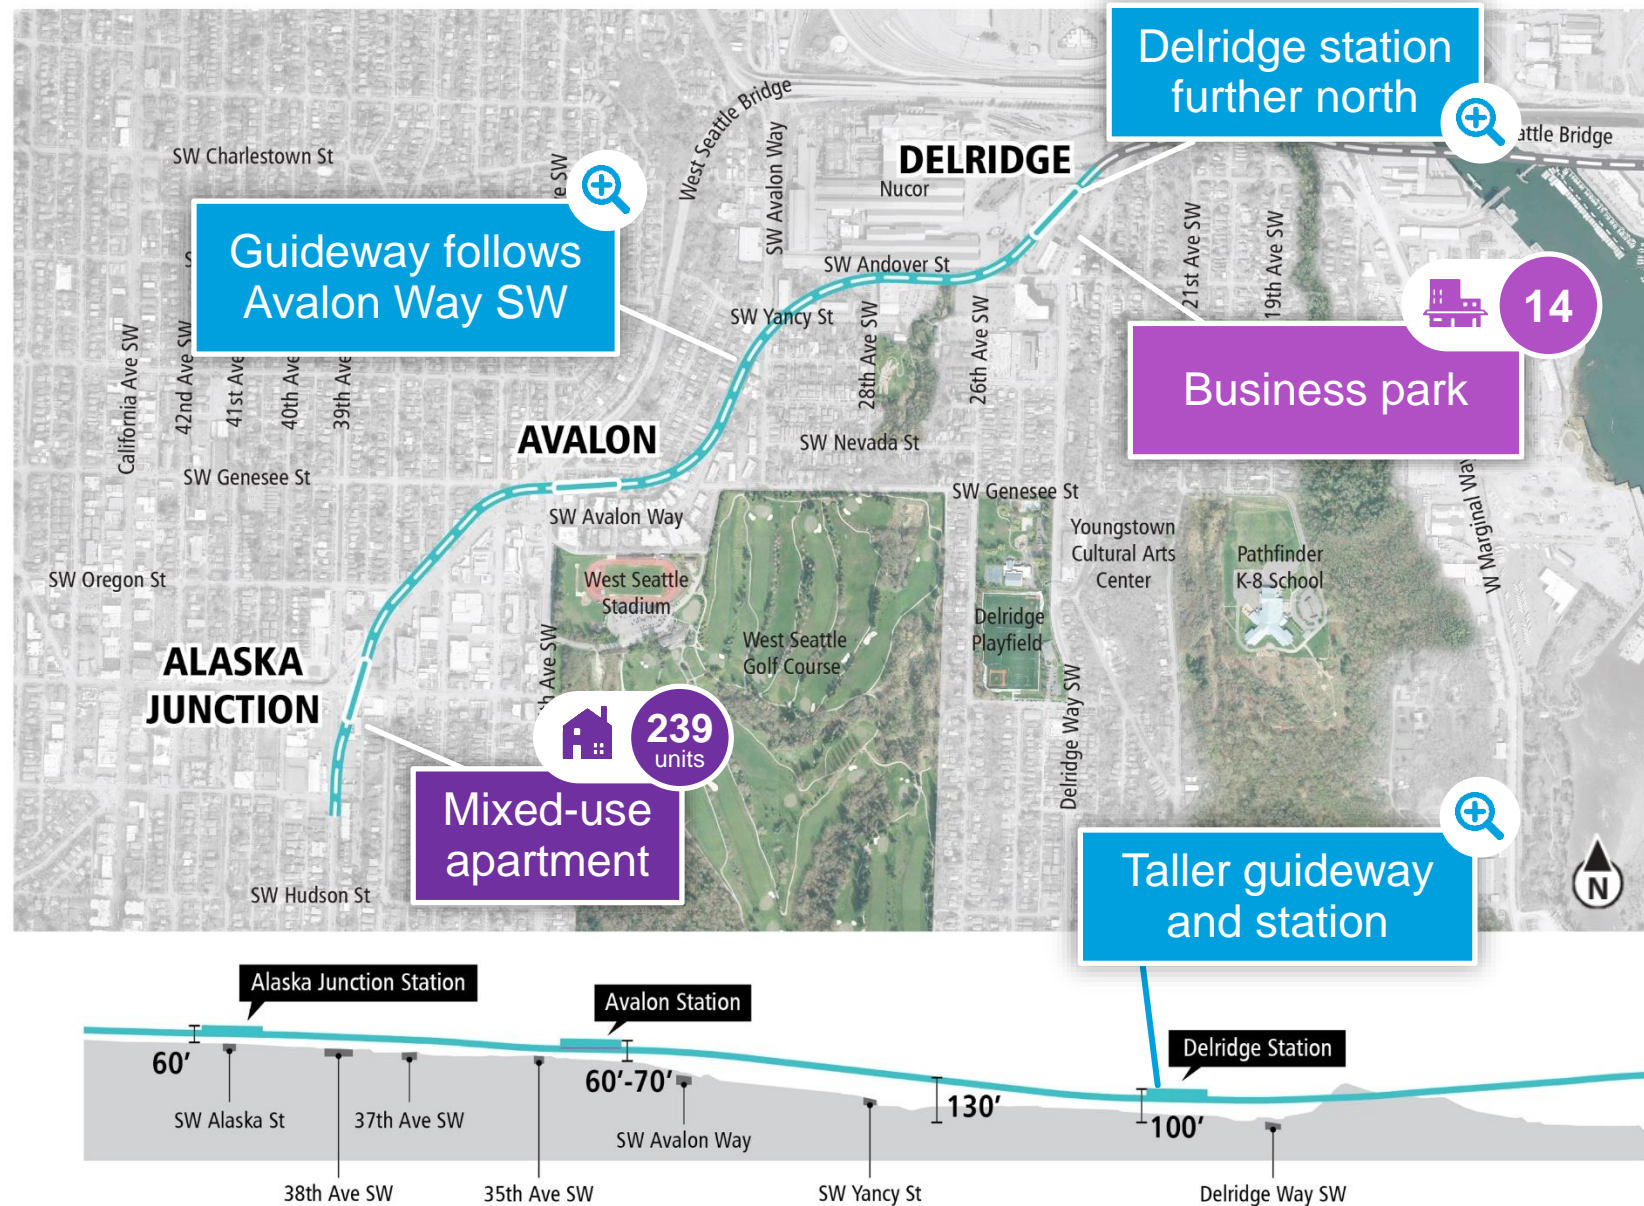 Delridge station
further north
West Seattle Bridge
attle Bridge
SW Charlestown St
SW Avalon Way
DELRIDGE
Nucor
e SW
Guideway follows
Avalon Way SW
SW Andover St
21st Ave SW
19th Ave SW
14
Business park
SW Yancy St
28th Ave SW
26th Ave SW
California Ave SW
42nd Ave SW
41st Ave
40th Ave
39th Ave
AVALON
SW Nevada St
SW Genesee St
SW Genesee St
SW Avalon Way
Youngstown
Cultural Arts
Center
Pathfinder
K-8 School
W Marginal Wa
SW Oregon St
West Seattle
Stadium
Delridge
Playfield
West Seattle
Golf Course
ALASKA
JUNCTION
th Ave SW
Delridge Way SW
239
units
Mixed-use
apartment
Taller guideway
and station
SW Hudson St
N
Alaska Junction Station
Avalon Station
Delridge Station
60'
60'-70'
130'
100'
SW Alaska St
37th Ave SW
SW Avalon Way
38th Ave SW
35th Ave SW
SW Yancy St
Delridge Way SW